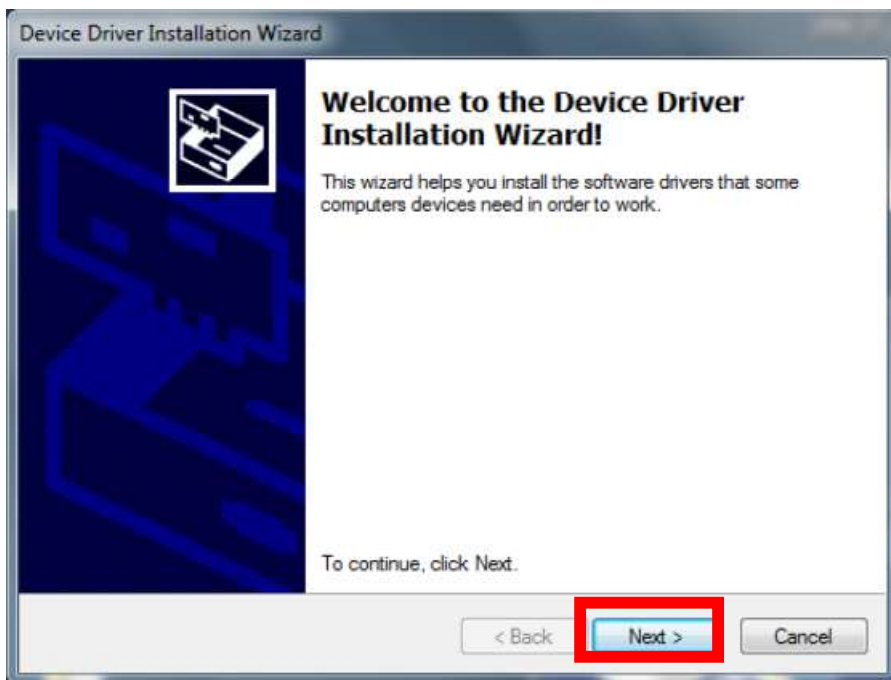 Device Driver Installation Wizard
Welcome to the Device Driver
Installation Wizard!
This wizard helps you install the software drivers that some
computers devices need in order to work.
To continue, click Next.
< Back
Next >
Cancel